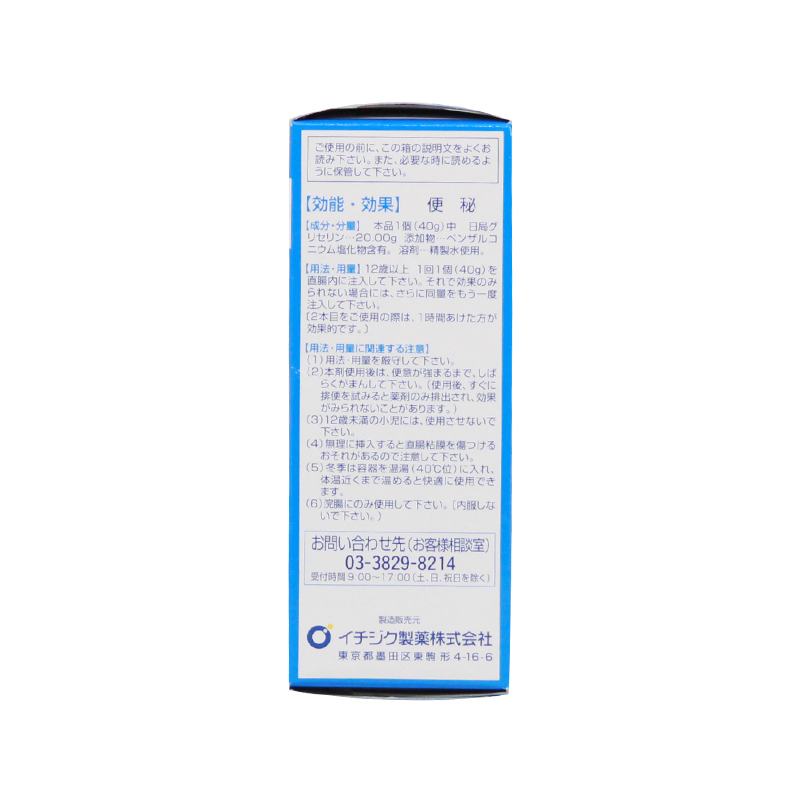 ご使用の前に、この箱の説明文をよくお
読み下さい。また、必要な時に読めるよ
うに保管して下さい。
【効能・効果】 便 秘
【成分・分量】 本品1個(40g)中 日局グ
リセリン…20.00g 添加物…ベンザルコ
ニウム塩化物含有。溶剤…精製水使用。
【用法・用量】12歳以上 1回1個(40g)を
直腸内に注入して下さい。それで効果のみ
られない場合には、さらに同量をもう一度
注入して下さい。
(2本目をご使用の際は、1時間あけた方が
効果的です。)
【用法・用量に関連する注意】
(1)用法・用量を厳守して下さい。
(2)本剤使用後は、便意が強まるまで、しば
らくがまんして下さい。(使用後、すぐに
排便を試みると薬剤のみ排出され、効果
がみられないことがあります。)
(3)12歳未満の小児には、使用させないで
下さい。
(4)無理に挿入すると直腸粘膜を傷つける
おそれがあるので注意して下さい。
(5)冬季は容器を温湯(40℃位)に入れ、
体温近くまで温めると快適に使用でき
ます。
(6)浣腸にのみ使用して下さい。(内服しな
いで下さい。)
お問い合わせ先(お客様相談室)
03-3829-8214
受付時間9:00〜17:00(土、日、祝日を除く)
製造販売元
イチジク製薬株式会社
東京都墨田区東駒形4-16-6